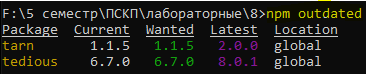 F:\5 семестр\ПСКП\лабораторные\8>npm outdated
Package Current Wanted Latest Location
tarn 1.1.5 1.1.5 2.0.0 global
tedious 6.7.0 6.7.0 8.0.1 global